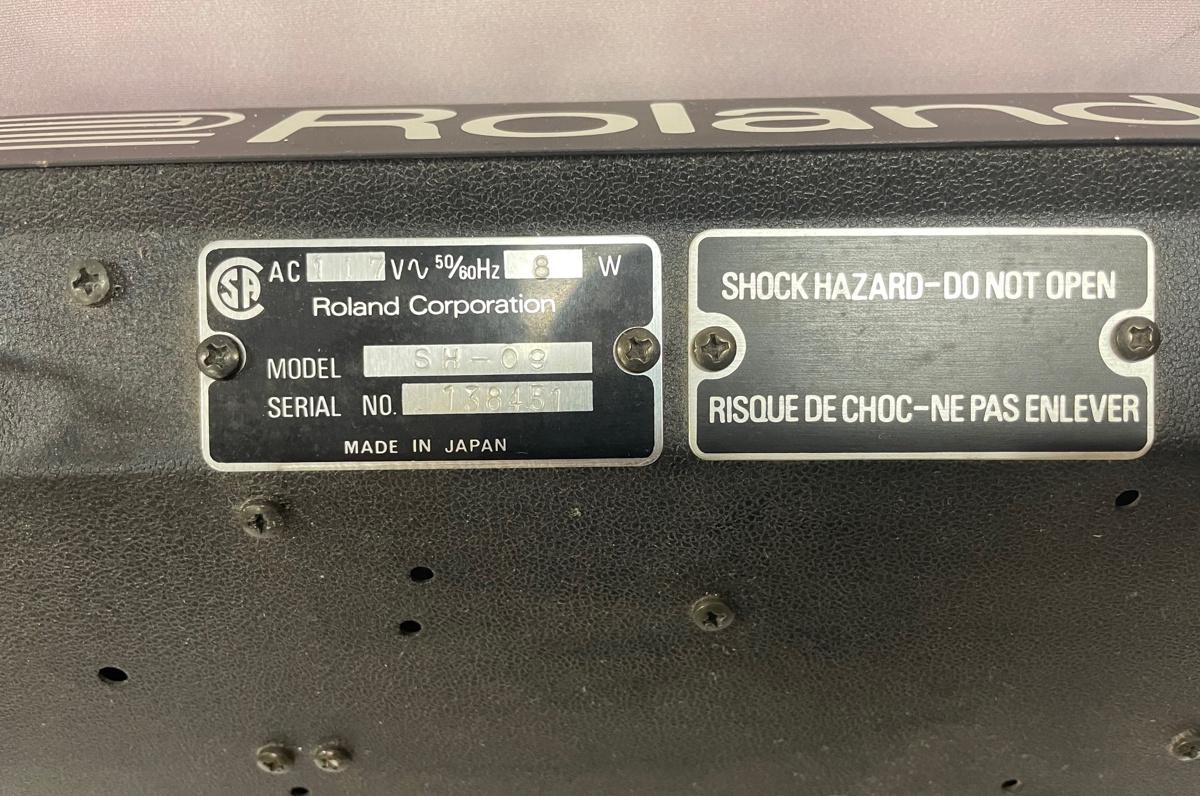 Roland
AC 117 V~ 50/60Hz 8 W
Roland Corporation
MODEL SH-09
SERIAL NO. 138451
MADE IN JAPAN
SHOCK HAZARD-DO NOT OPEN
RISQUE DE CHOC-NE PAS ENLEVER